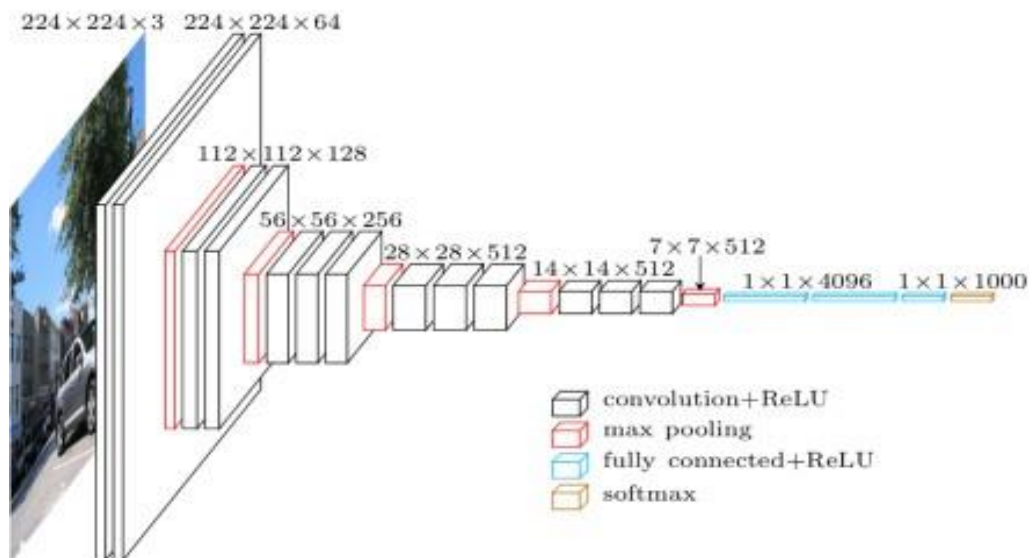 224 × 224 × 3
224 × 224 × 64
112 × 112 × 128
56 × 56 × 256
28 × 28 × 512
14 × 14 × 512
7 × 7 × 512
1 × 1 × 4096
1 × 1 × 1000
convolution+ReLU
max pooling
fully connected+ReLU
softmax